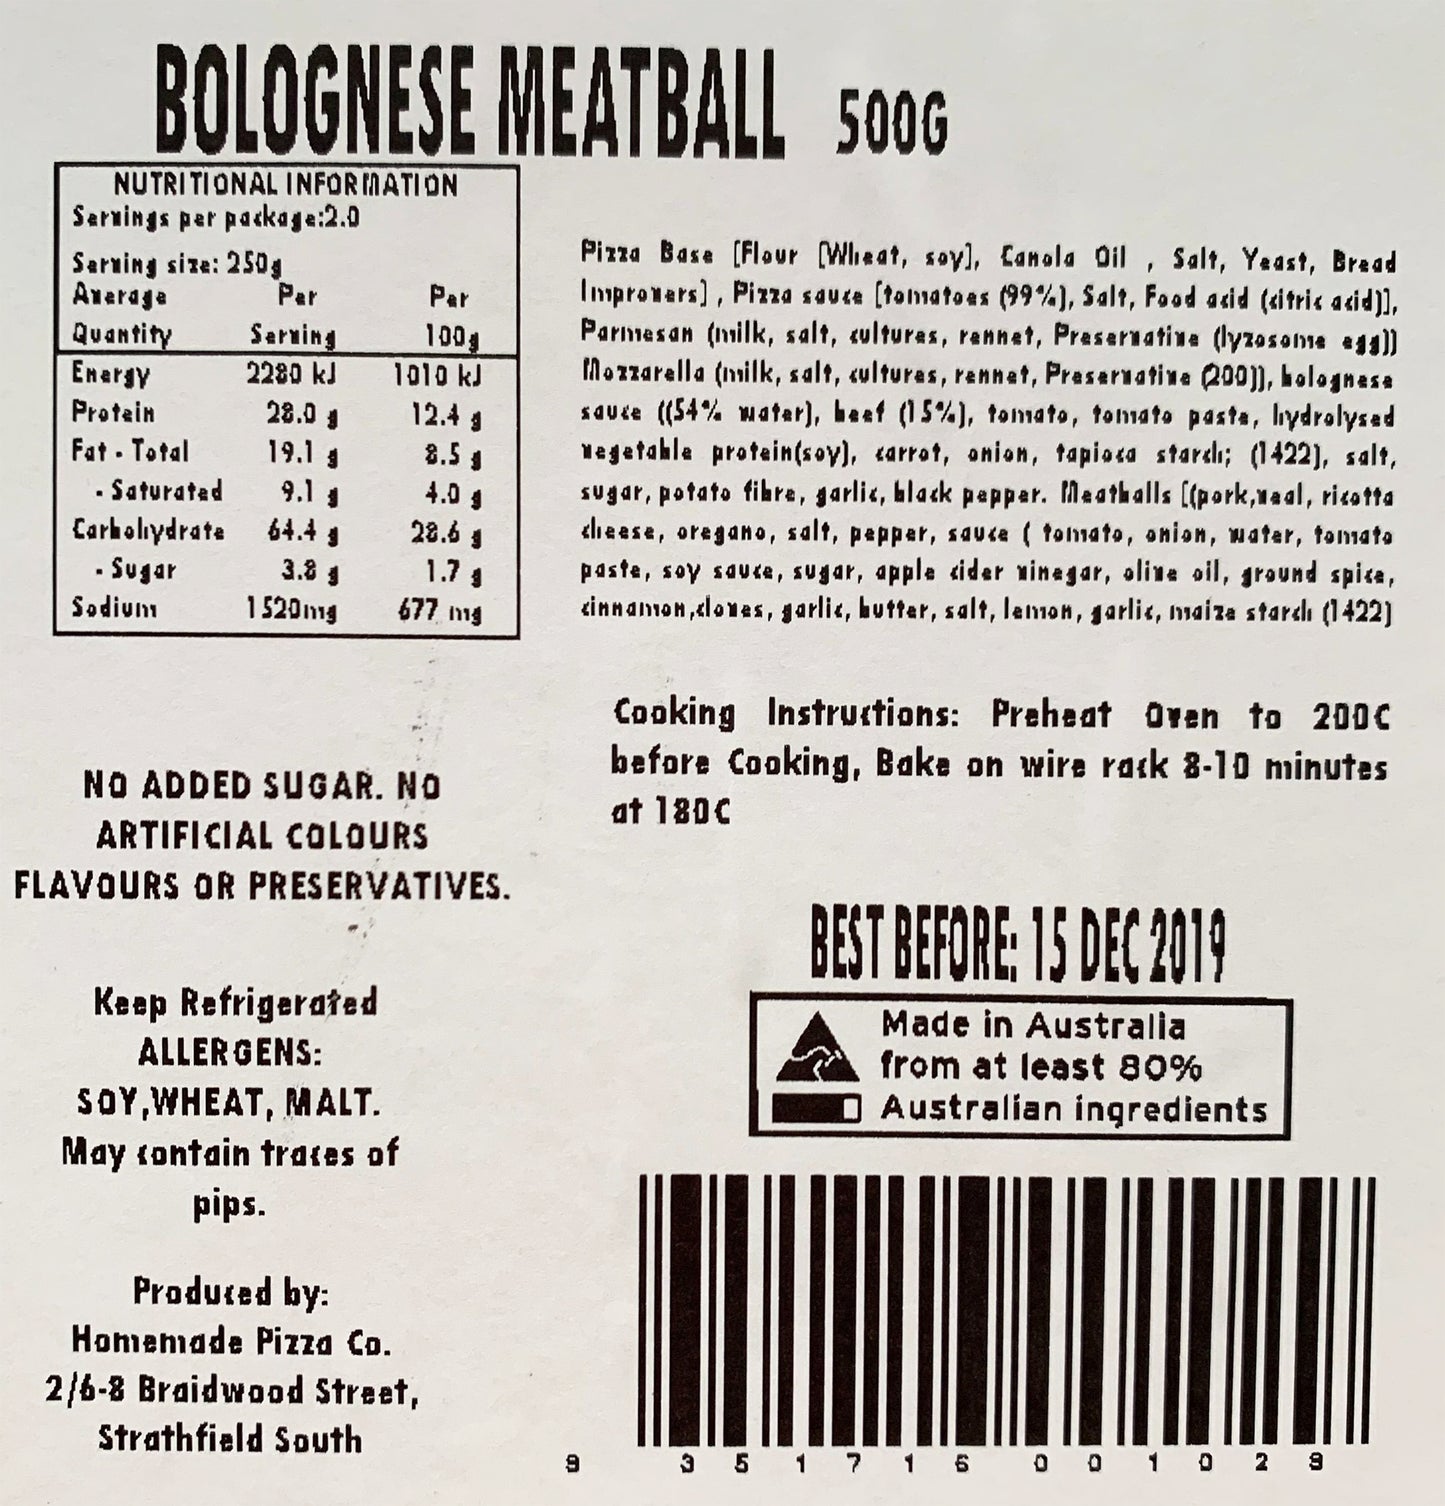 BOLOGNESE MEATBALL 500G
NUTRITIONAL INFORMATION
Servings per package:2.0
Serving size: 250g
Average Per Per
Quantity Serving 100g
Energy 2280 kJ 1010 kJ
Protein 28.0 g 12.4 g
Fat - Total 19.1 g 8.5 g
- Saturated 9.1 g 4.0 g
Carbohydrate 64.4 g 28.6 g
- Sugar 3.8 g 1.7 g
Sodium 1520mg 677 mg
Pizza Base [Flour [Wheat, soy], Canola Oil , Salt, Yeast, Bread
Improvers] , Pizza sauce [tomatoes (99%), Salt, Food acid (citric acid)],
Parmesan (milk, salt, cultures, rennet, Preservative (lyzosome egg))
Mozzarella (milk, salt, cultures, rennet, Preservative (200)), bolognese
sauce ((54% water), beef (15%), tomato, tomato paste, hydrolysed
vegetable protein(soy), carrot, onion, tapioca starch; (1422), salt,
sugar, potato fibre, garlic, black pepper. Meatballs [(pork,veal, ricotta
cheese, oregano, salt, pepper, sauce ( tomato, onion, water, tomato
paste, soy sauce, sugar, apple cider vinegar, olive oil, ground spice,
cinnamon,cloves, garlic, butter, salt, lemon, garlic, maize starch (1422)
Cooking Instructions: Preheat Oven to 200C
before Cooking, Bake on wire rack 8-10 minutes
at 180C
NO ADDED SUGAR. NO
ARTIFICIAL COLOURS
FLAVOURS OR PRESERVATIVES.
Keep Refrigerated
ALLERGENS:
SOY,WHEAT, MALT.
May contain traces of
pips.
Produced by:
Homemade Pizza Co.
2/6-8 Braidwood Street,
Strathfield South
BEST BEFORE: 15 DEC 2019
Made in Australia
from at least 80%
Australian ingredients
9 351716 001029